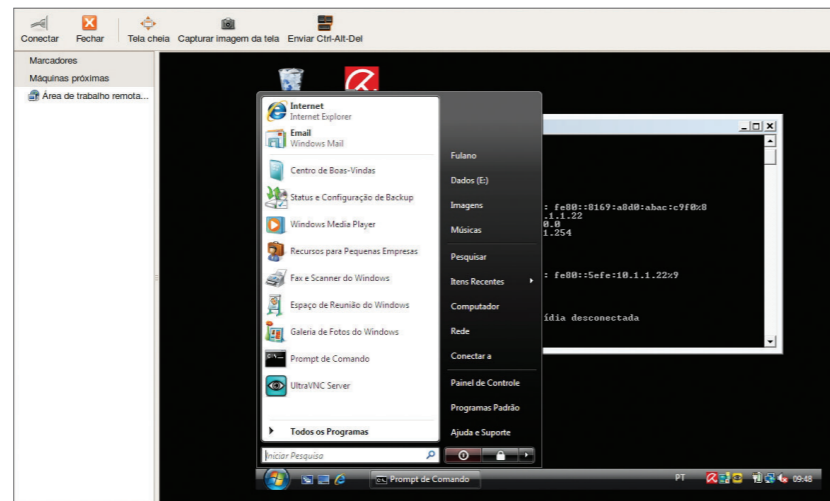 Conectar Fechar Tela cheia Capturar imagem da tela Enviar Ctrl-Alt-Del
Marcadores
Máquinas próximas
Área de trabalho remota...
Internet
Internet Explorer
Email
Windows Mail
Centro de Boas-Vindas
Status e Configuração de Backup
Windows Media Player
Recursos para Pequenas Empresas
Fax e Scanner do Windows
Espaço de Reunião do Windows
Galeria de Fotos do Windows
Prompt de Comando
UltraVNC Server
Todos os Programas
Iniciar Pesquisa
Fulano
Dados (E:)
Imagens
Músicas
Pesquisar
Itens Recentes
Computador
Rede
Conectar a
Painel de Controle
Programas Padrão
Ajuda e Suporte
: fe80::8169:a8d0:abac:c9f0%8
.1.1.22
0.0
1.254
: fe80::5efe:10.1.1.22%9
ídia desconectada
Prompt de Comando
PT
09:48